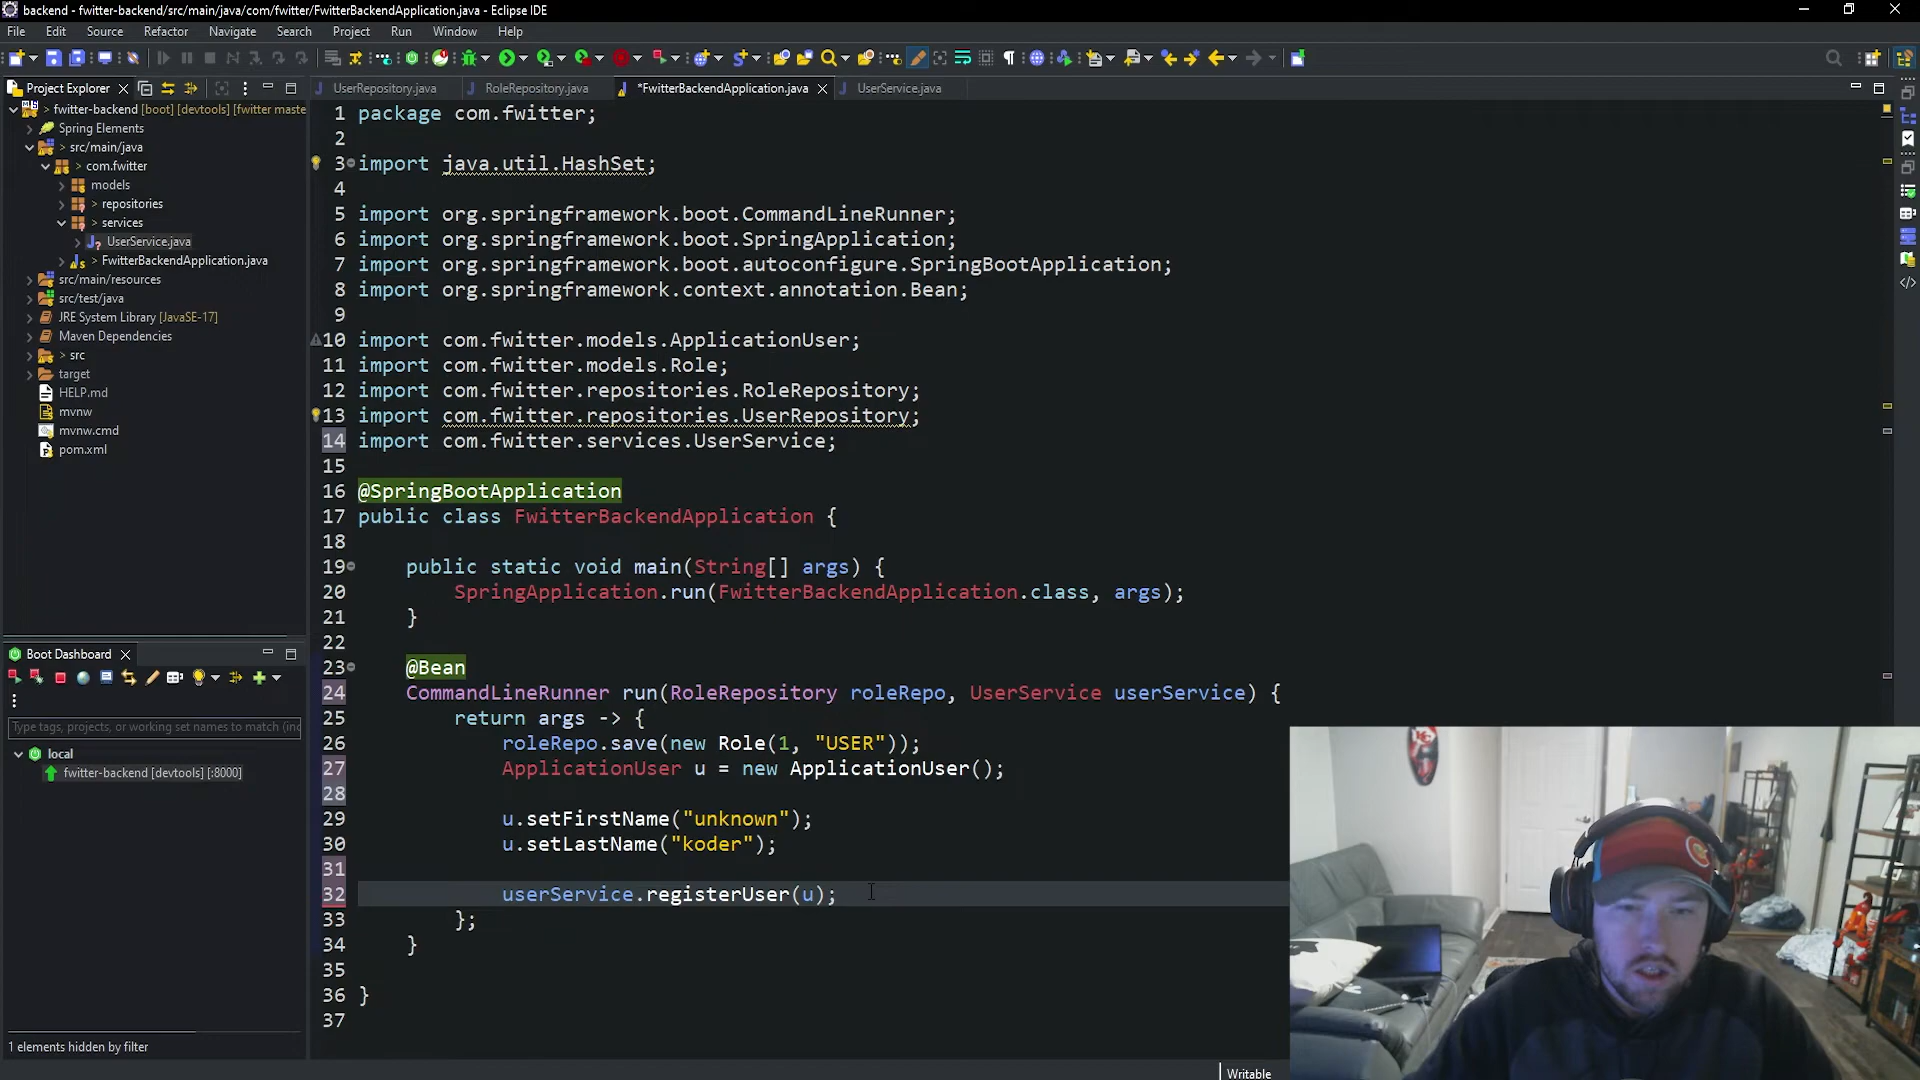 backend - fwitter-backend/src/main/java/com/fwitter/FwitterBackendApplication.java - Eclipse IDE
File Edit Source Refactor Navigate Search Project Run Window Help
Project Explorer
UserRepository.java RoleRepository.java *FwitterBackendApplication.java UserService.java
fwitter-backend [boot] [devtools] [fwitter maste
Spring Elements
> src/main/java
> com.fwitter
models
> repositories
> services
UserService.java
> FwitterBackendApplication.java
src/main/resources
src/test/java
JRE System Library [JavaSE-17]
Maven Dependencies
> src
target
HELP.md
mvnw
mvnw.cmd
pom.xml
Boot Dashboard
Type tags, projects, or working set names to match (in
local
fwitter-backend [devtools] [:8000]
1 elements hidden by filter
1 package com.fwitter;
2
3 import java.util.HashSet;
4
5 import org.springframework.boot.CommandLineRunner;
6 import org.springframework.boot.SpringApplication;
7 import org.springframework.boot.autoconfigure.SpringBootApplication;
8 import org.springframework.context.annotation.Bean;
9
10 import com.fwitter.models.ApplicationUser;
11 import com.fwitter.models.Role;
12 import com.fwitter.repositories.RoleRepository;
13 import com.fwitter.repositories.UserRepository;
14 import com.fwitter.services.UserService;
15
16 @SpringBootApplication
17 public class FwitterBackendApplication {
18
19 public static void main(String[] args) {
20 SpringApplication.run(FwitterBackendApplication.class, args);
21 }
22
23 @Bean
24 CommandLineRunner run(RoleRepository roleRepo, UserService userService) {
25 return args -> {
26 roleRepo.save(new Role(1, "USER"));
27 ApplicationUser u = new ApplicationUser();
28
29 u.setFirstName("unknown");
30 u.setLastName("koder");
31
32 userService.registerUser(u);
33 };
34 }
35
36 }
37
Writable